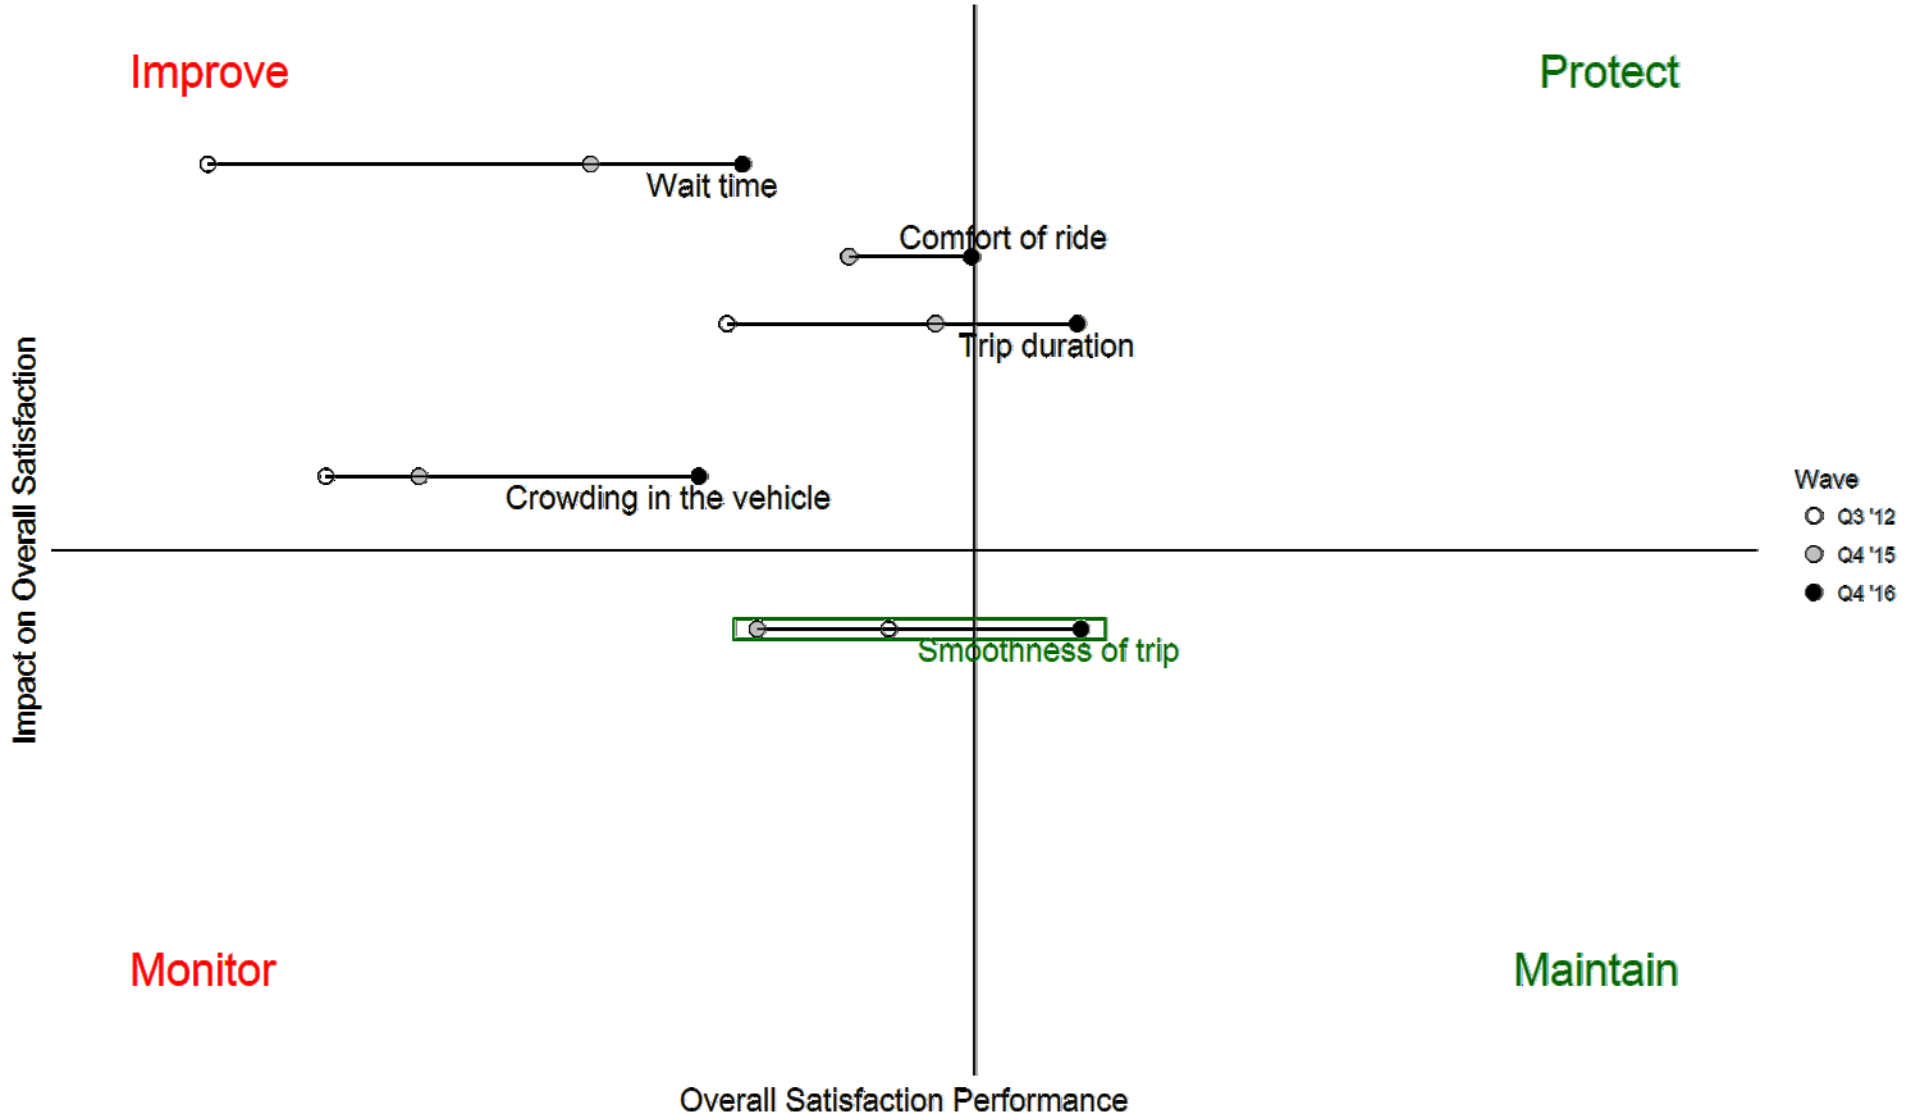 Improve
Protect
Wait time
Comfort of ride
Trip duration
Crowding in the vehicle
Impact on Overall Satisfaction
Wave
Q3 '12
Q4 '15
Q4 '16
Smoothness of trip
Monitor
Maintain
Overall Satisfaction Performance